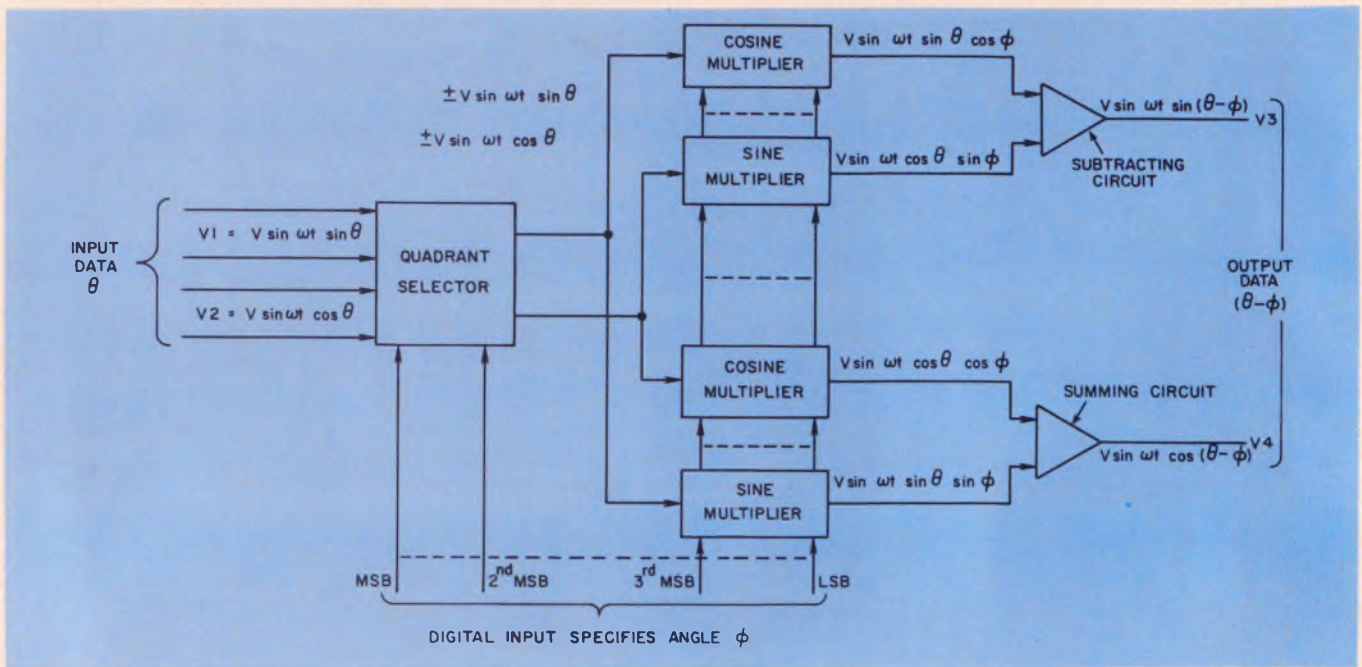 COSINE
MULTIPLIER
V sin ωt sin θ cos ϕ
± V sin ωt sin θ
± V sin ωt cos θ
V sin ωt sin (θ-ϕ)
V3
SINE
MULTIPLIER
V sin ωt cos θ sin ϕ
SUBTRACTING
CIRCUIT
INPUT
DATA
θ
V1 = V sin ωt sin θ
V2 = V sin ωt cos θ
QUADRANT
SELECTOR
OUTPUT
DATA
(θ-ϕ)
COSINE
MULTIPLIER
V sin ωt cos θ cos ϕ
SUMMING CIRCUIT
V4
V sin ωt cos (θ-ϕ)
SINE
MULTIPLIER
V sin ωt sin θ sin ϕ
MSB
2nd MSB
3rd MSB
LSB
DIGITAL INPUT SPECIFIES ANGLE ϕ